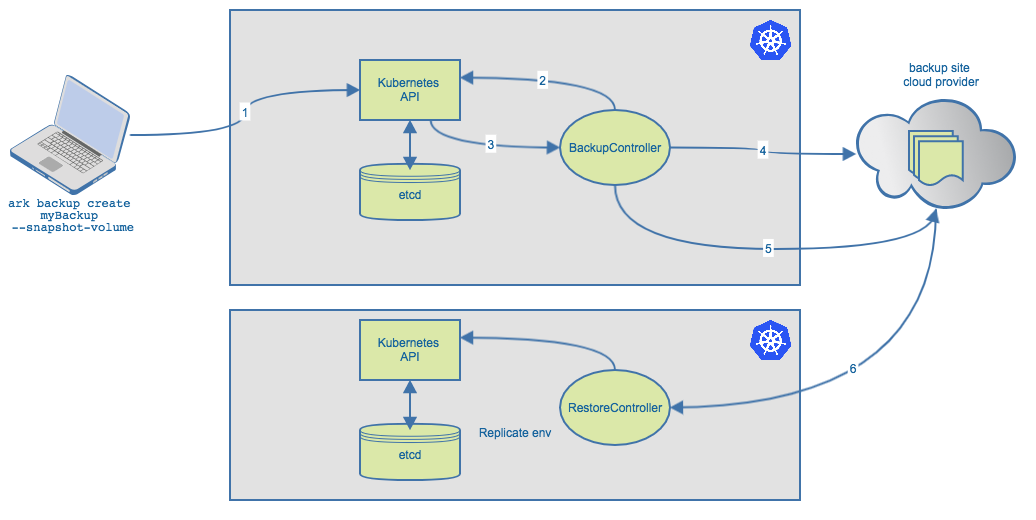 backup site
cloud provider
Kubernetes
API
1
2
3
BackupController
4
etcd
ark backup create
myBackup
--snapshot-volume
5
Kubernetes
API
6
RestoreController
Replicate env
etcd